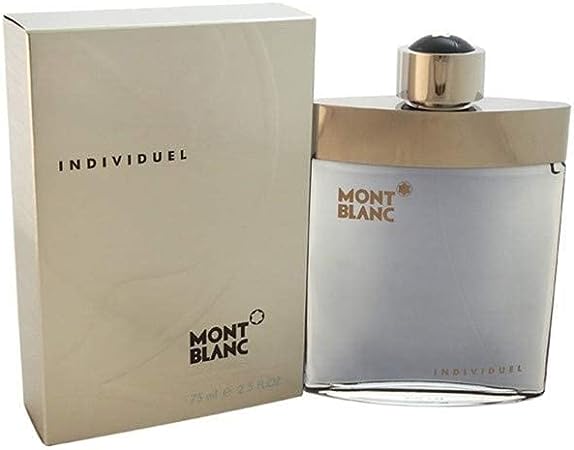 INDIVIDUEL
MONT
BLANC
75 ml e 2.5 fl.oz.
MONT
BLANC
INDIVIDUEL